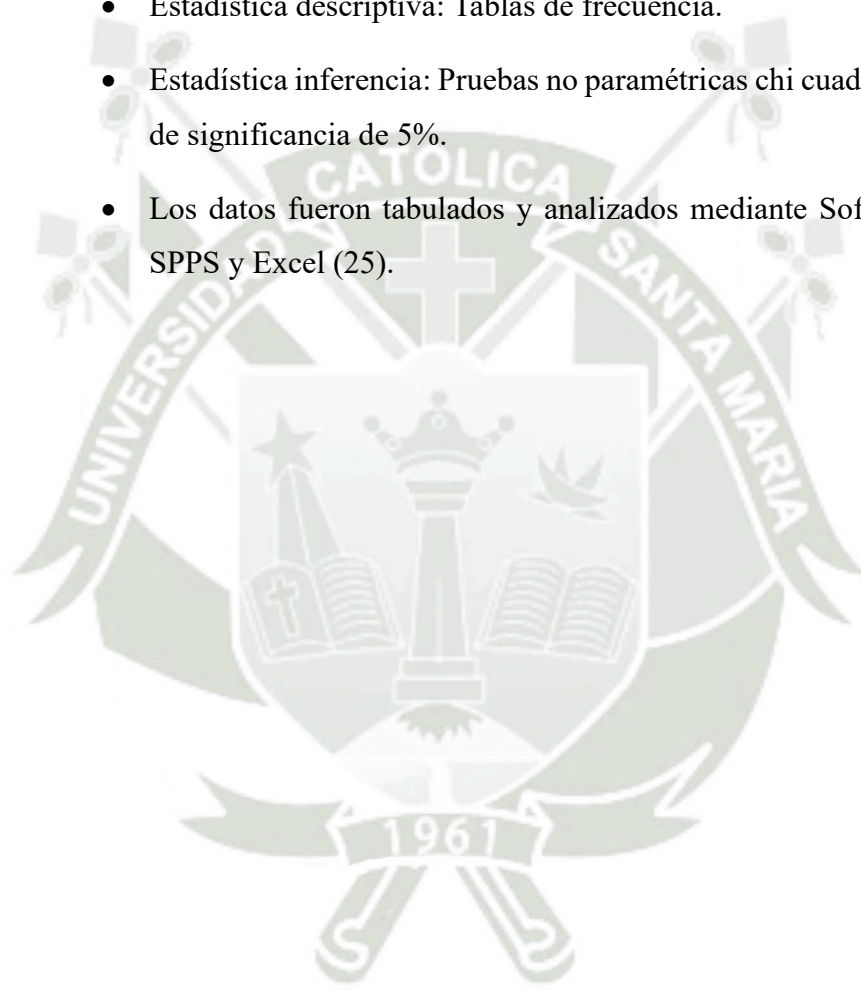 • Estadística descriptiva: Tablas de frecuencia.
• Estadística inferencia: Pruebas no paramétricas chi cuad
de significancia de 5%.
• Los datos fueron tabulados y analizados mediante Sof
SPPS y Excel (25).
UNIVERSIDAD CATÓLICA SANTA MARIA
1961